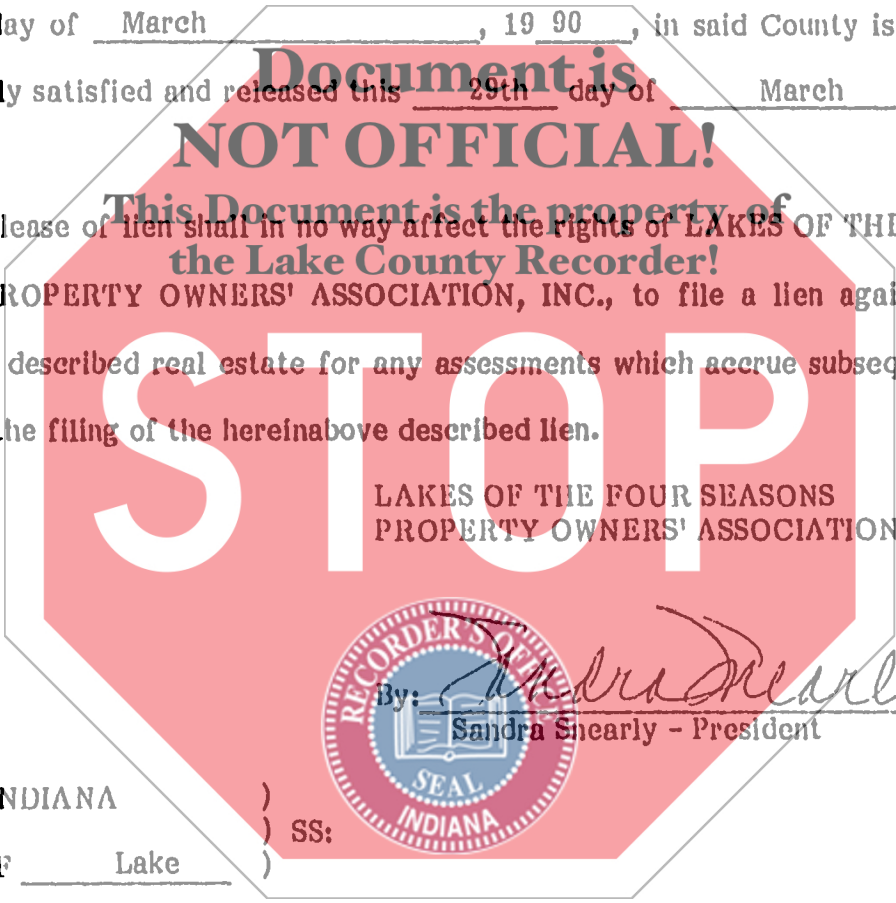 ay of March , 19 90 , in said County is
Document is
ly satisfied and released this 29th day of March
NOT OFFICIAL!
This Document is the property of
lease of lien shall in no way affect the rights of LAKES OF THE
the Lake County Recorder!
ROPERTY OWNERS' ASSOCIATION, INC., to file a lien agai
described real estate for any assessments which accrue subseq
he filing of the hereinabove described lien.
STOP
LAKES OF THE FOUR SEASONS
PROPERTY OWNERS' ASSOCIATION
RECORDER'S OFFICE
By: Sandra Snearl
Sandra Snearly - President
SEAL
INDIANA
NDIANA )
) SS:
F Lake )